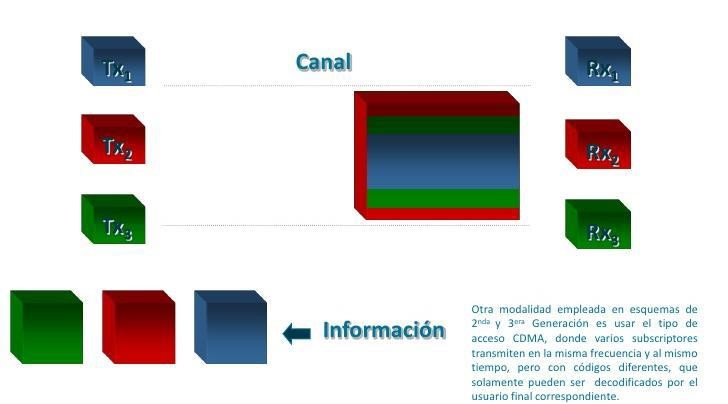 Canal
Tx1
Rx1
Tx2
Rx2
Tx3
Rx3
Información
Otra modalidad empleada en esquemas de
2nda y 3era Generación es usar el tipo de
acceso CDMA, donde varios subscriptores
transmiten en la misma frecuencia y al mismo
tiempo, pero con códigos diferentes, que
solamente pueden ser decodificados por el
usuario final correspondiente.